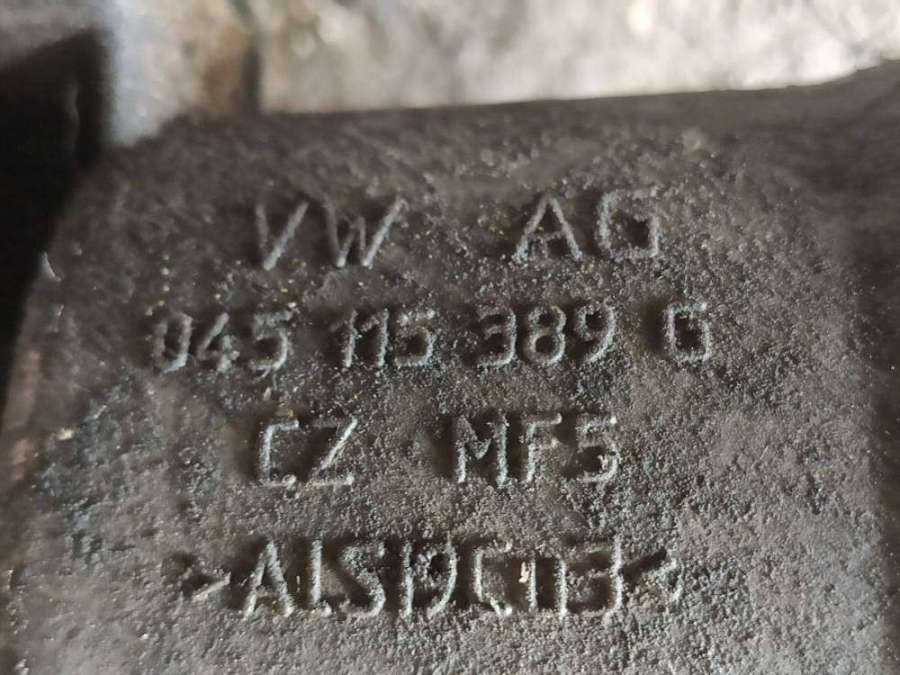 VW AG
045 115 389 G
CZ MF5
>AlSi9Cu3<